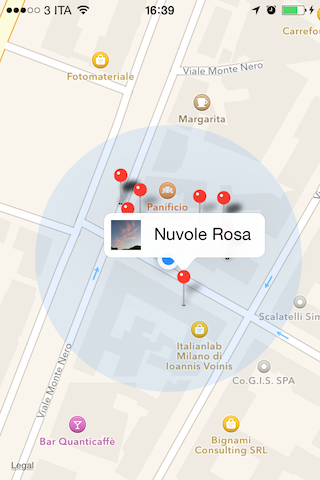 3 ITA
16:39
Carrefo
Fotomateriale
Viale Monte Nero
Margarita
Panificio
Nuvole Rosa
Scalatelli Sim
Italianlab
Milano di
Ioannis Voinis
Viale Monte Nero
Co.G.I.S. SPA
Bar Quanticaffè
Bignami
Consulting SRL
Legal